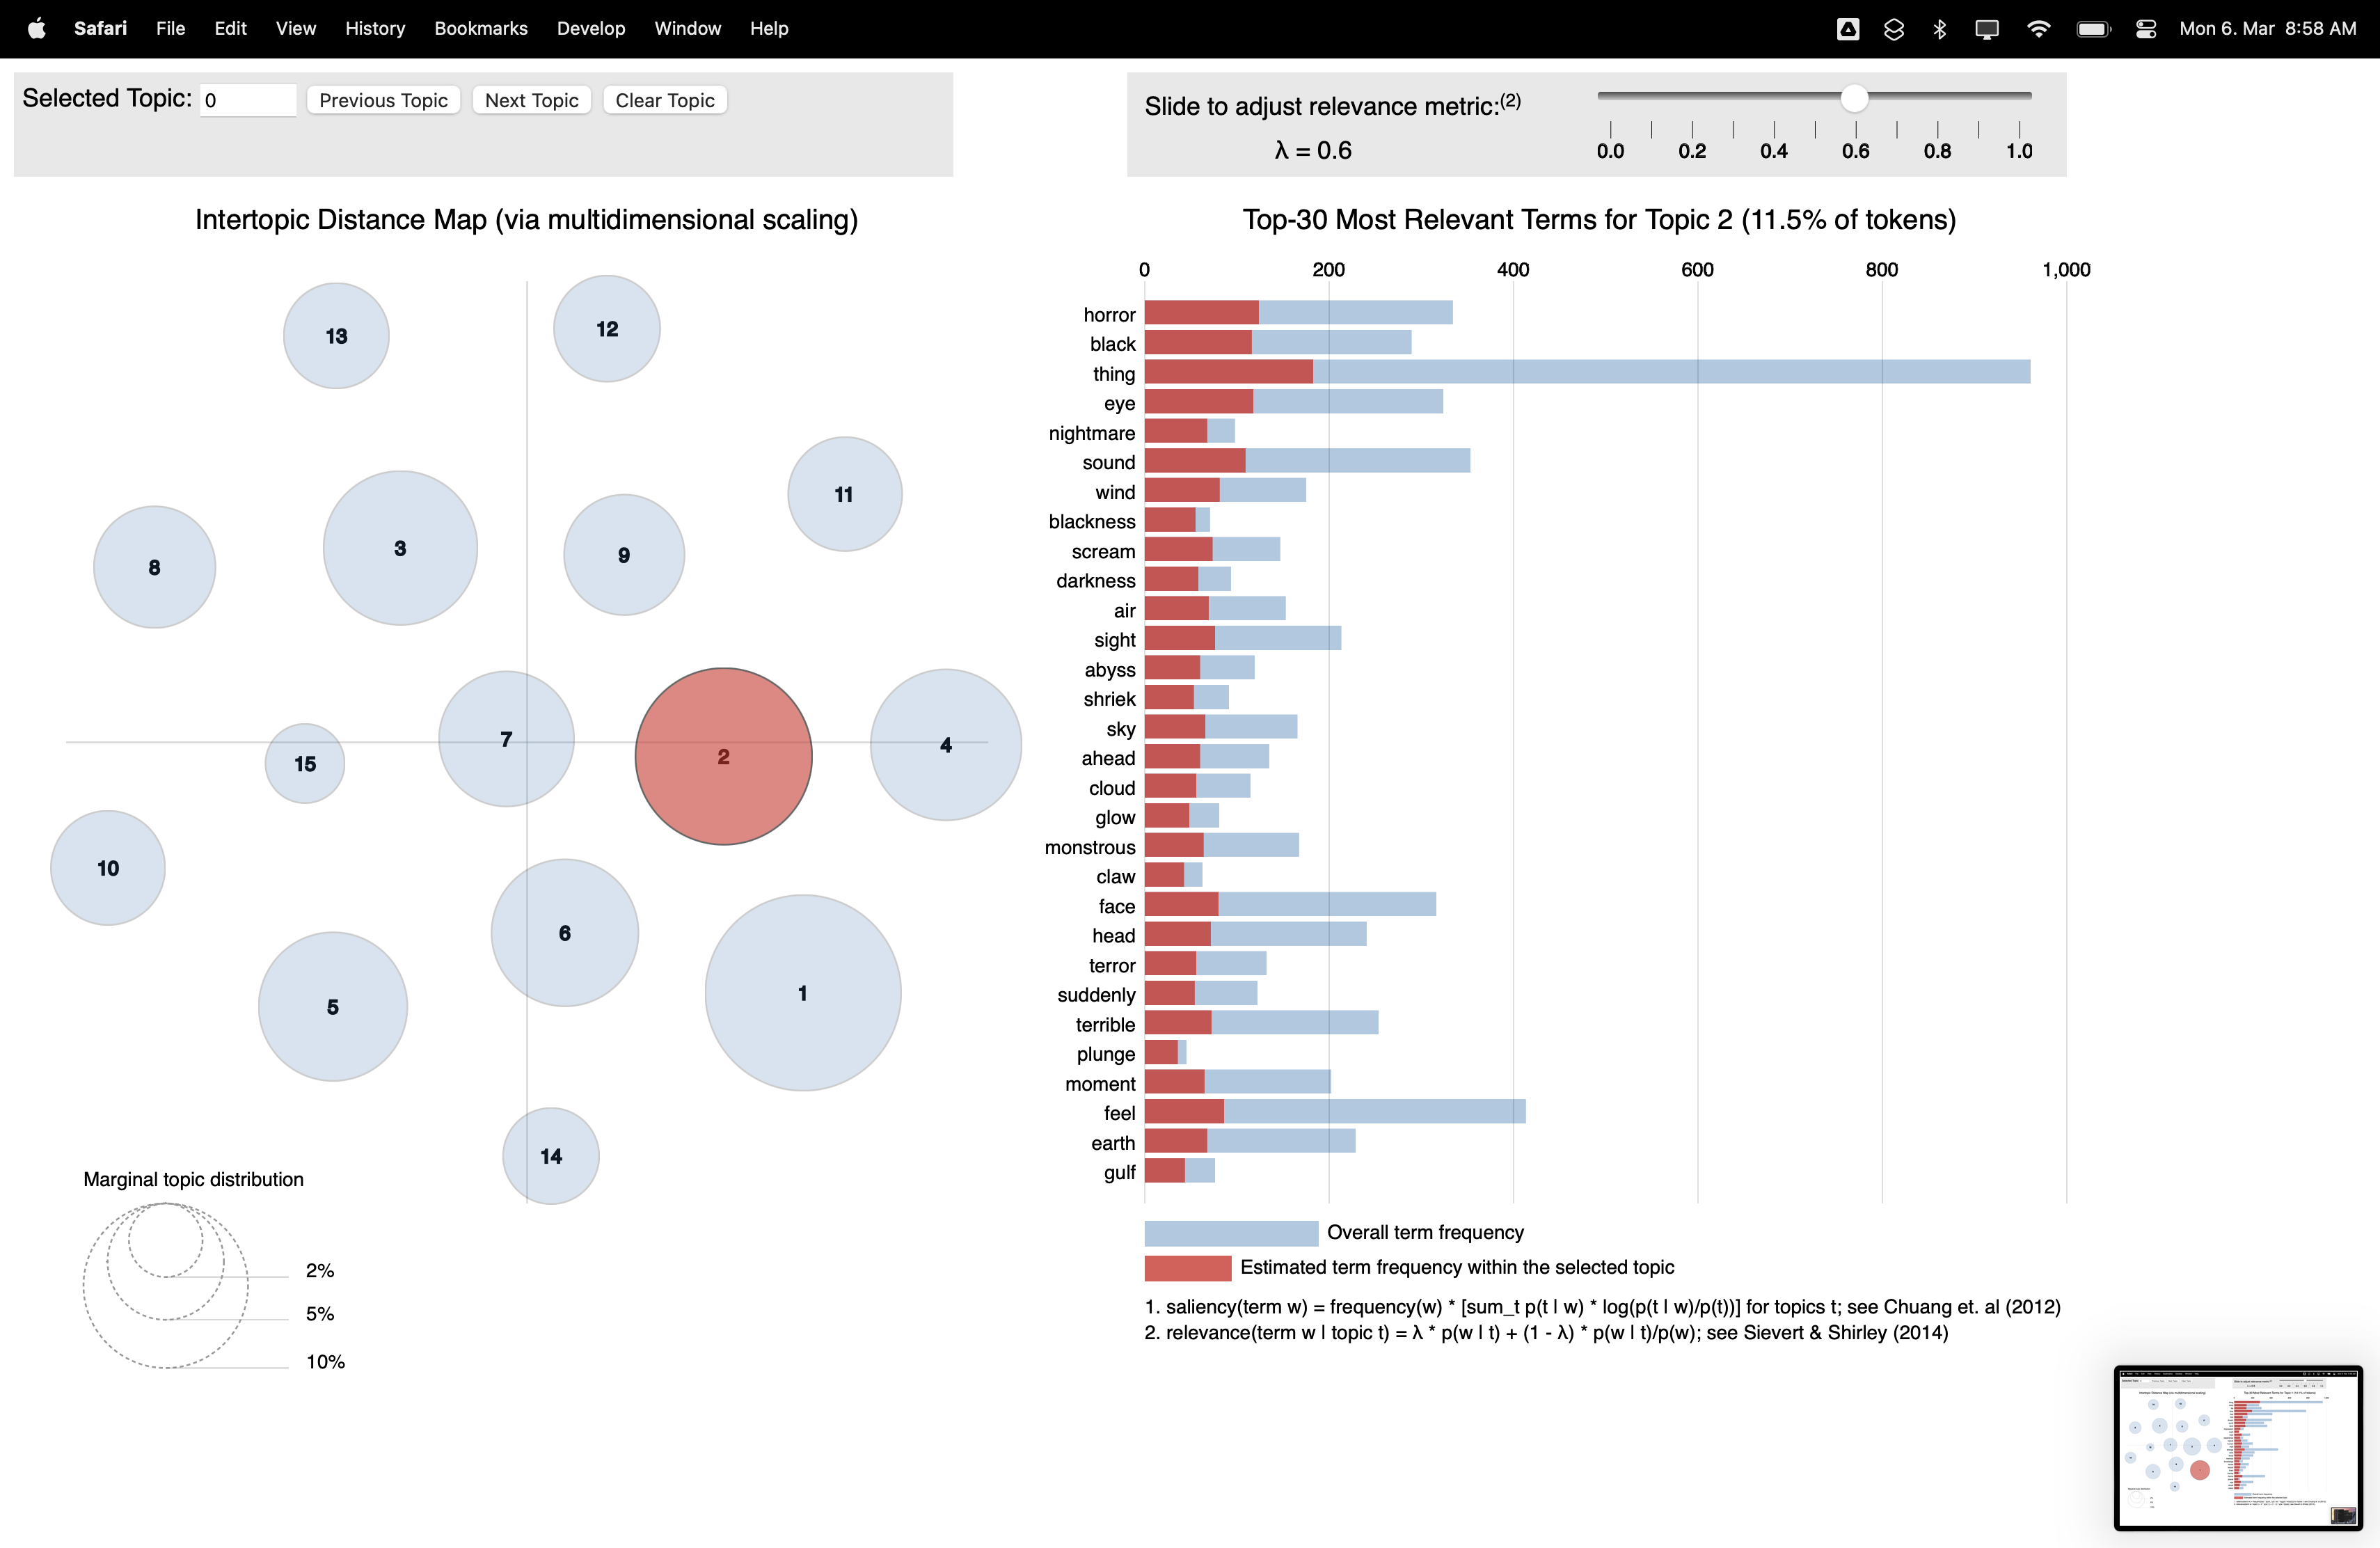 Safari File Edit View History Bookmarks Develop Window Help Mon 6. Mar 8:58 AM
Selected Topic: 0 Previous Topic Next Topic Clear Topic
Slide to adjust relevance metric:(2)
λ = 0.6
0.0 0.2 0.4 0.6 0.8 1.0
Intertopic Distance Map (via multidimensional scaling)
13
12
11
3
9
8
7
2
4
15
10
6
1
5
14
Marginal topic distribution
2%
5%
10%
Top-30 Most Relevant Terms for Topic 2 (11.5% of tokens)
0 200 400 600 800 1,000
horror
black
thing
eye
nightmare
sound
wind
blackness
scream
darkness
air
sight
abyss
shriek
sky
ahead
cloud
glow
monstrous
claw
face
head
terror
suddenly
terrible
plunge
moment
feel
earth
gulf
Overall term frequency
Estimated term frequency within the selected topic
1. saliency(term w) = frequency(w) * [sum_t p(t | w) * log(p(t | w)/p(t))] for topics t; see Chuang et. al (2012)
2. relevance(term w | topic t) = λ * p(w | t) + (1 - λ) * p(w | t)/p(w); see Sievert & Shirley (2014)